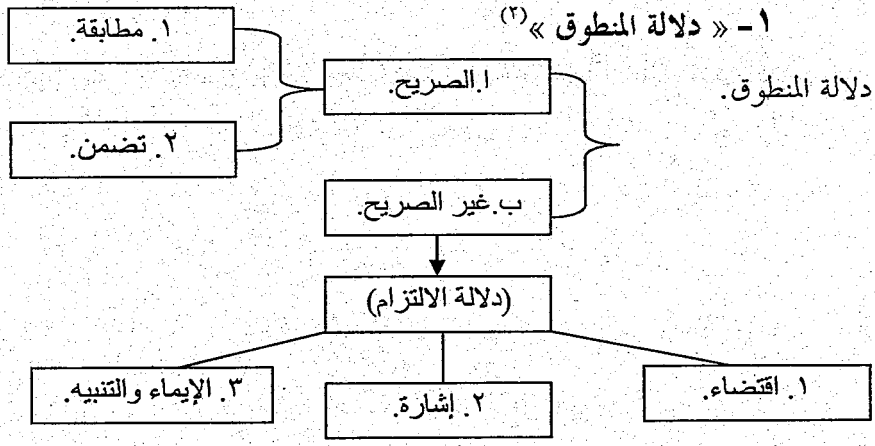 ١- « دلالة المنطوق »(٢)
دلالة المنطوق.
ا.الصريح.
١. مطابقة.
٢. تضمن.
ب.غير الصريح.
(دلالة الالتزام)
١. اقتضاء.
٢. إشارة.
٣. الإيماء والتنبيه.